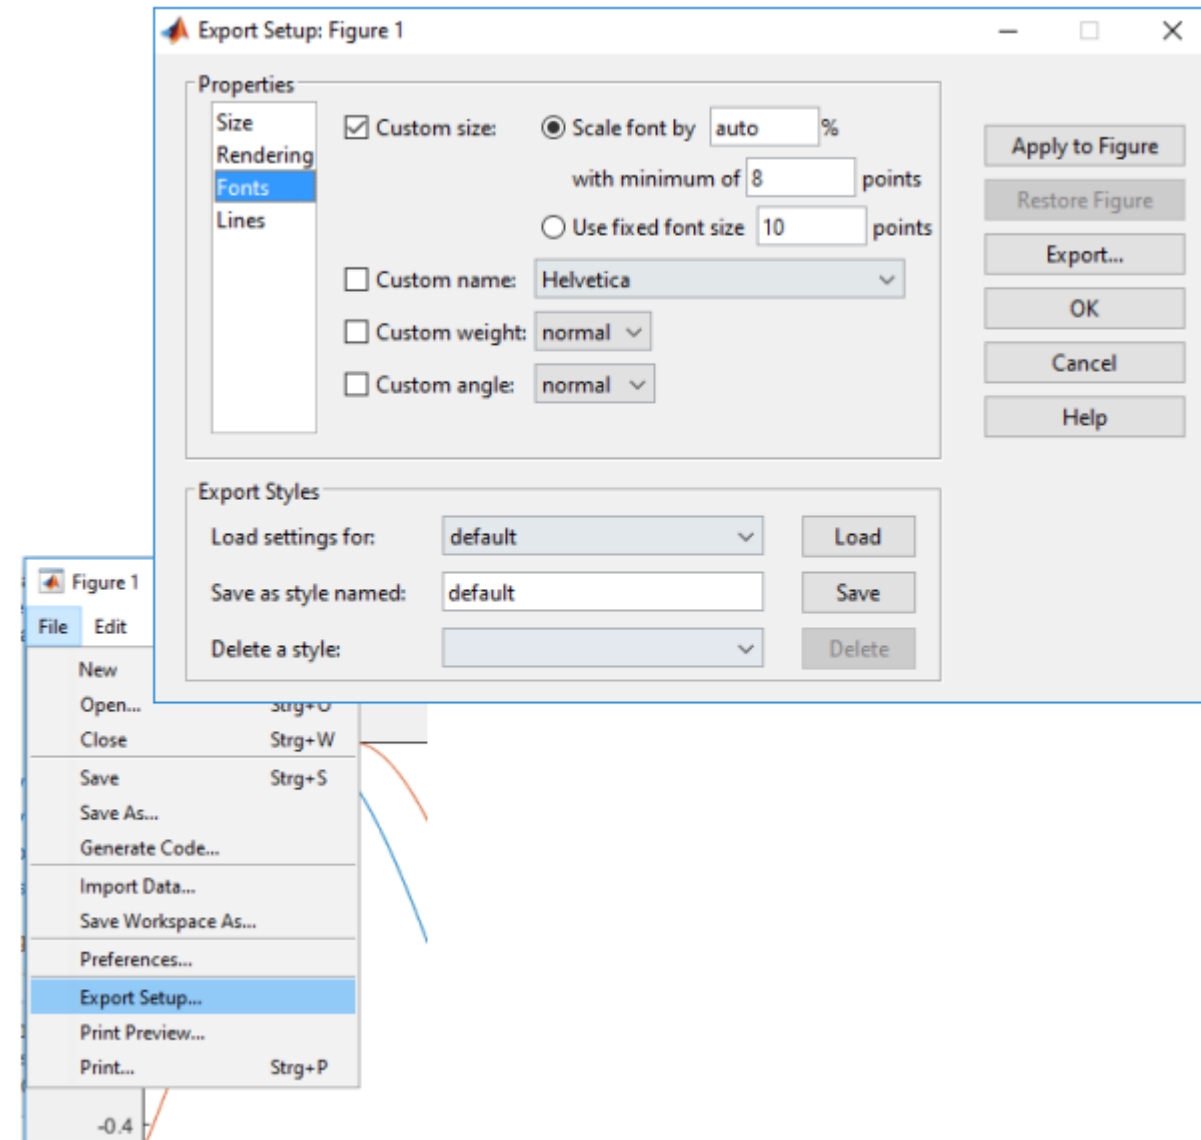 Export Setup: Figure 1
Properties
Size
Rendering
Fonts
Lines
Custom size:
Scale font by auto %
with minimum of 8 points
Use fixed font size 10 points
Custom name: Helvetica
Custom weight: normal
Custom angle: normal
Apply to Figure
Restore Figure
Export...
OK
Cancel
Help
Export Styles
Load settings for: default Load
Save as style named: default Save
Delete a style: Delete
Figure 1
File Edit
New
Open... Strg+O
Close Strg+W
Save Strg+S
Save As...
Generate Code...
Import Data...
Save Workspace As...
Preferences...
Export Setup...
Print Preview...
Print... Strg+P
-0.4